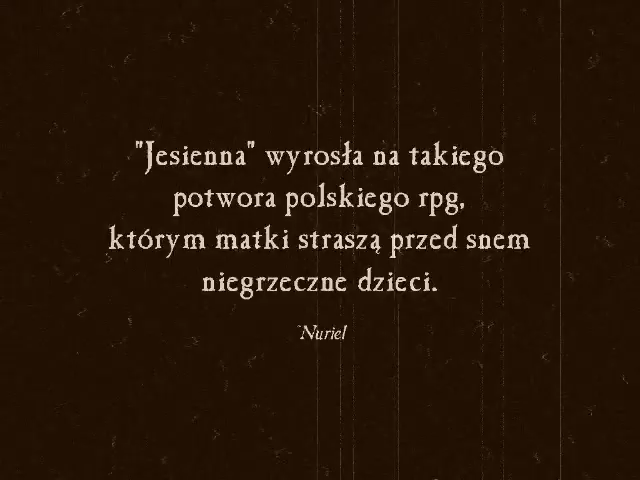 "Jesienna" wyrosła na takiego
potwora polskiego rpg,
którym matki straszą przed snem
niegrzeczne dzieci.
Nuriel